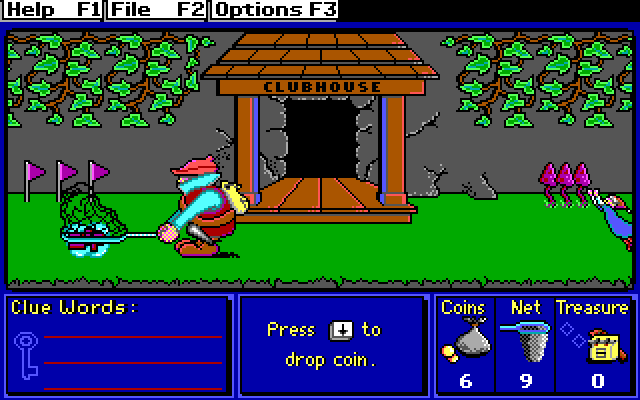 Help F1 File F2 Options F3
CLUBHOUSE
Clue Words:
Press ↓ to
drop coin.
Coins Net Treasure
6 9 0